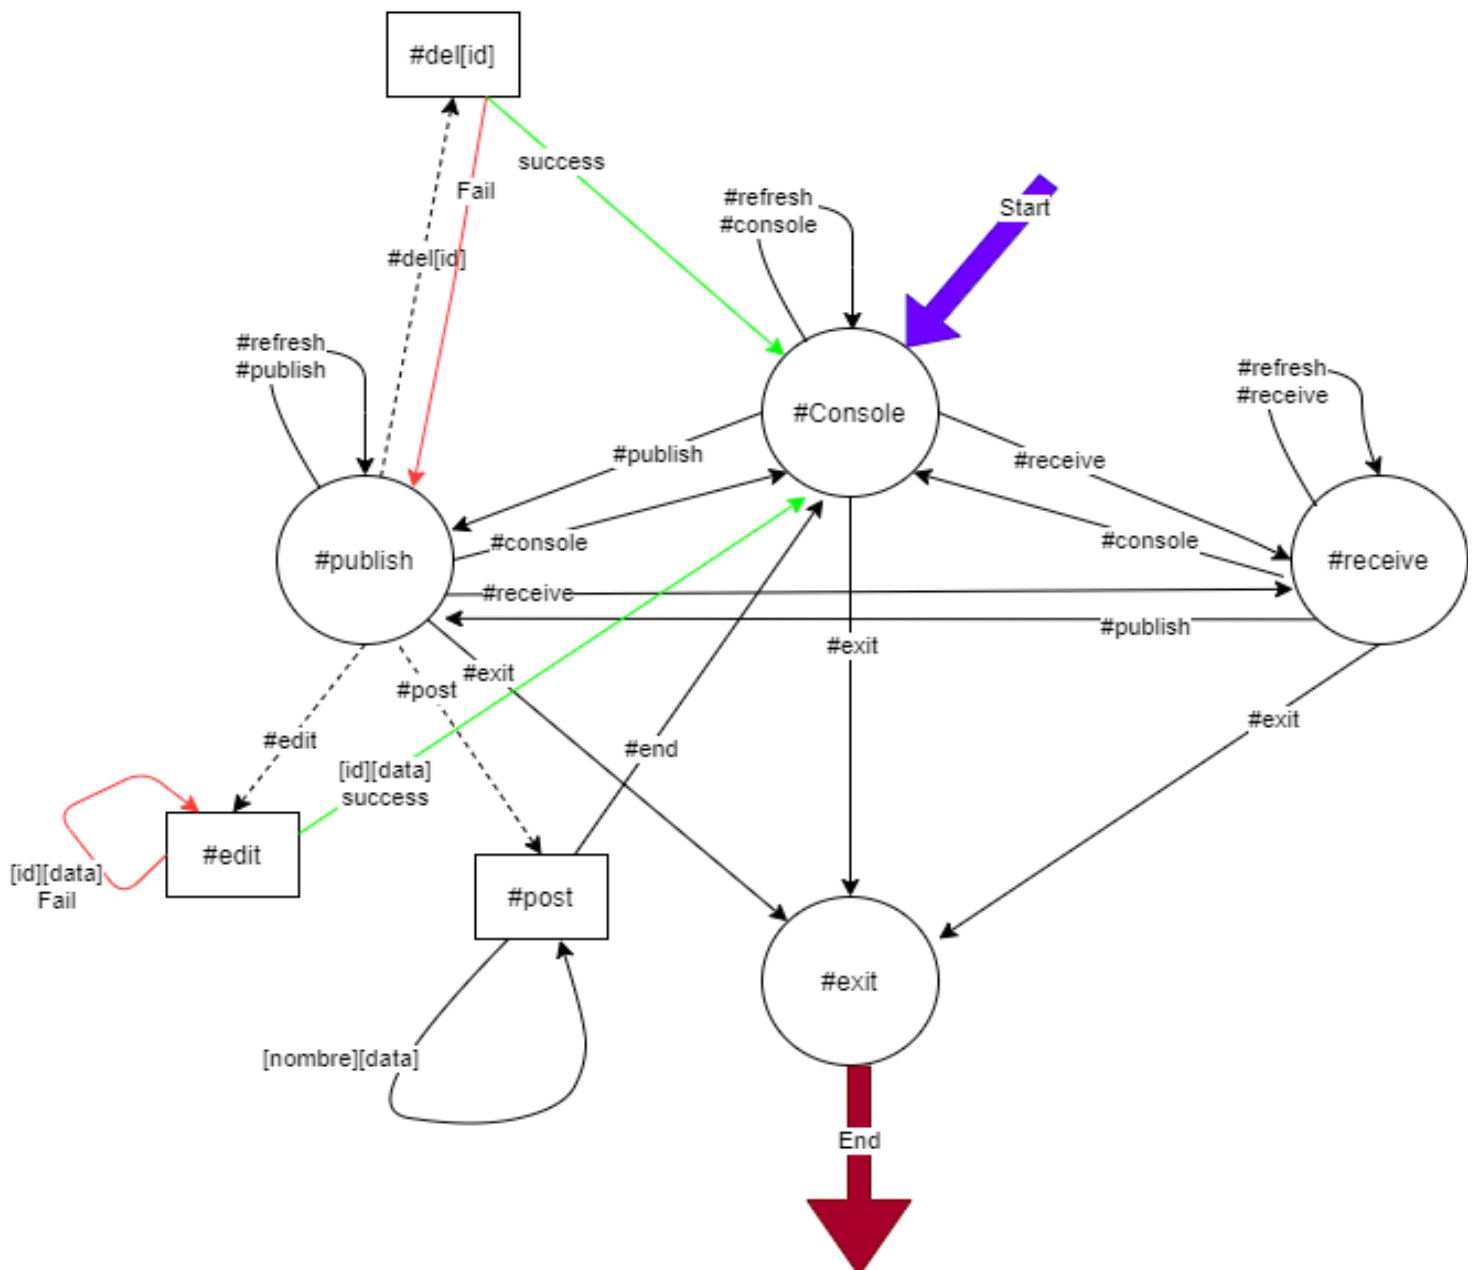 #del[id]
success
Fail
#refresh
#console
Start
#del[id]
#refresh
#publish
#refresh
#receive
#Console
#publish
#receive
#console
#console
#publish
#receive
#receive
#publish
#exit
#exit
#post
#edit
#exit
#end
[id][data]
success
#edit
[id][data]
Fail
#post
#exit
[nombre][data]
End